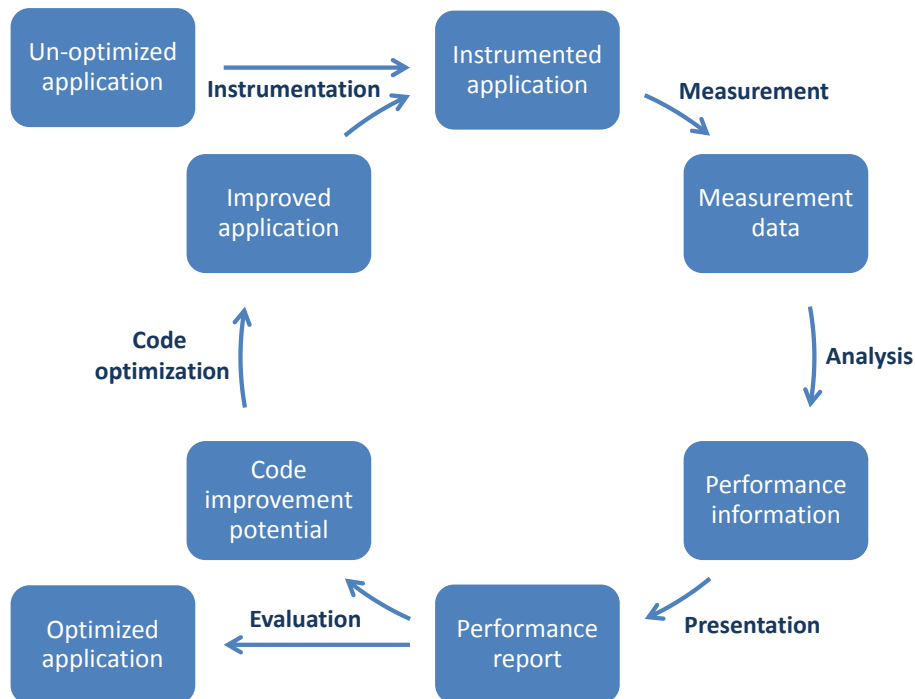 Un-optimized
application
Instrumentation
Instrumented
application
Measurement
Improved
application
Measurement
data
Code
optimization
Analysis
Code
improvement
potential
Performance
information
Optimized
application
Evaluation
Performance
report
Presentation